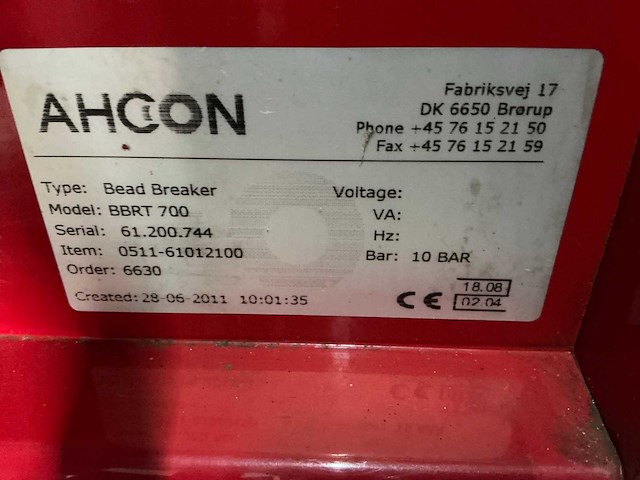 AHCON
Fabriksvej 17
DK 6650 Brørup
Phone +45 76 15 21 50
Fax +45 76 15 21 59
Type: Bead Breaker
Model: BBRT 700
Serial: 61.200.744
Item: 0511-61012100
Order: 6630
Created: 28-06-2011 10:01:35
Voltage:
VA:
Hz:
Bar: 10 BAR
CE
18.08
02.04